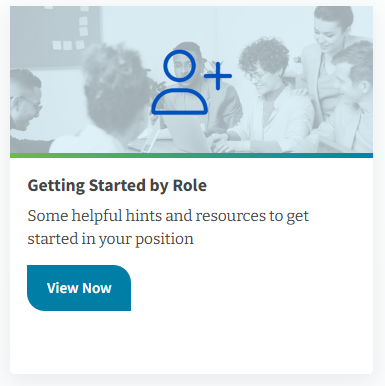 Getting Started by Role
Some helpful hints and resources to get
started in your position
View Now